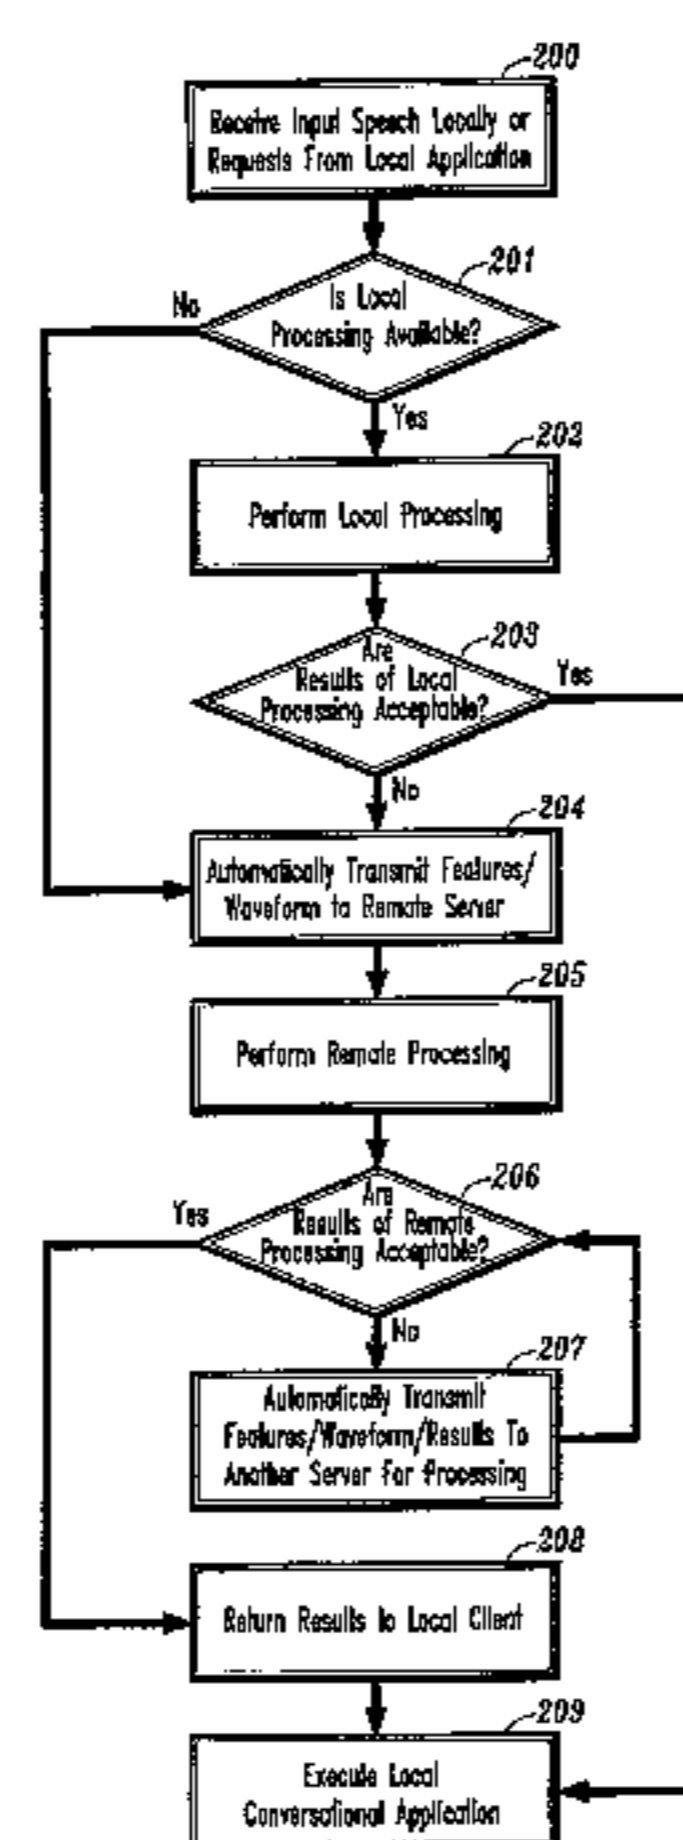 200
Receive Input Speech Locally or
Requests From Local Application
201
Is Local
Processing Available?
No
Yes
202
Perform Local Processing
203
Are
Results of Local
Processing Acceptable?
Yes
No
204
Automatically Transmit Features/
Waveform to Remote Server
205
Perform Remote Processing
206
Are
Results of Remote
Processing Acceptable?
Yes
No
207
Automatically Transmit
Features/Waveform/Results To
Another Server For Processing
208
Return Results to Local Client
209
Execute Local
Conversational Application